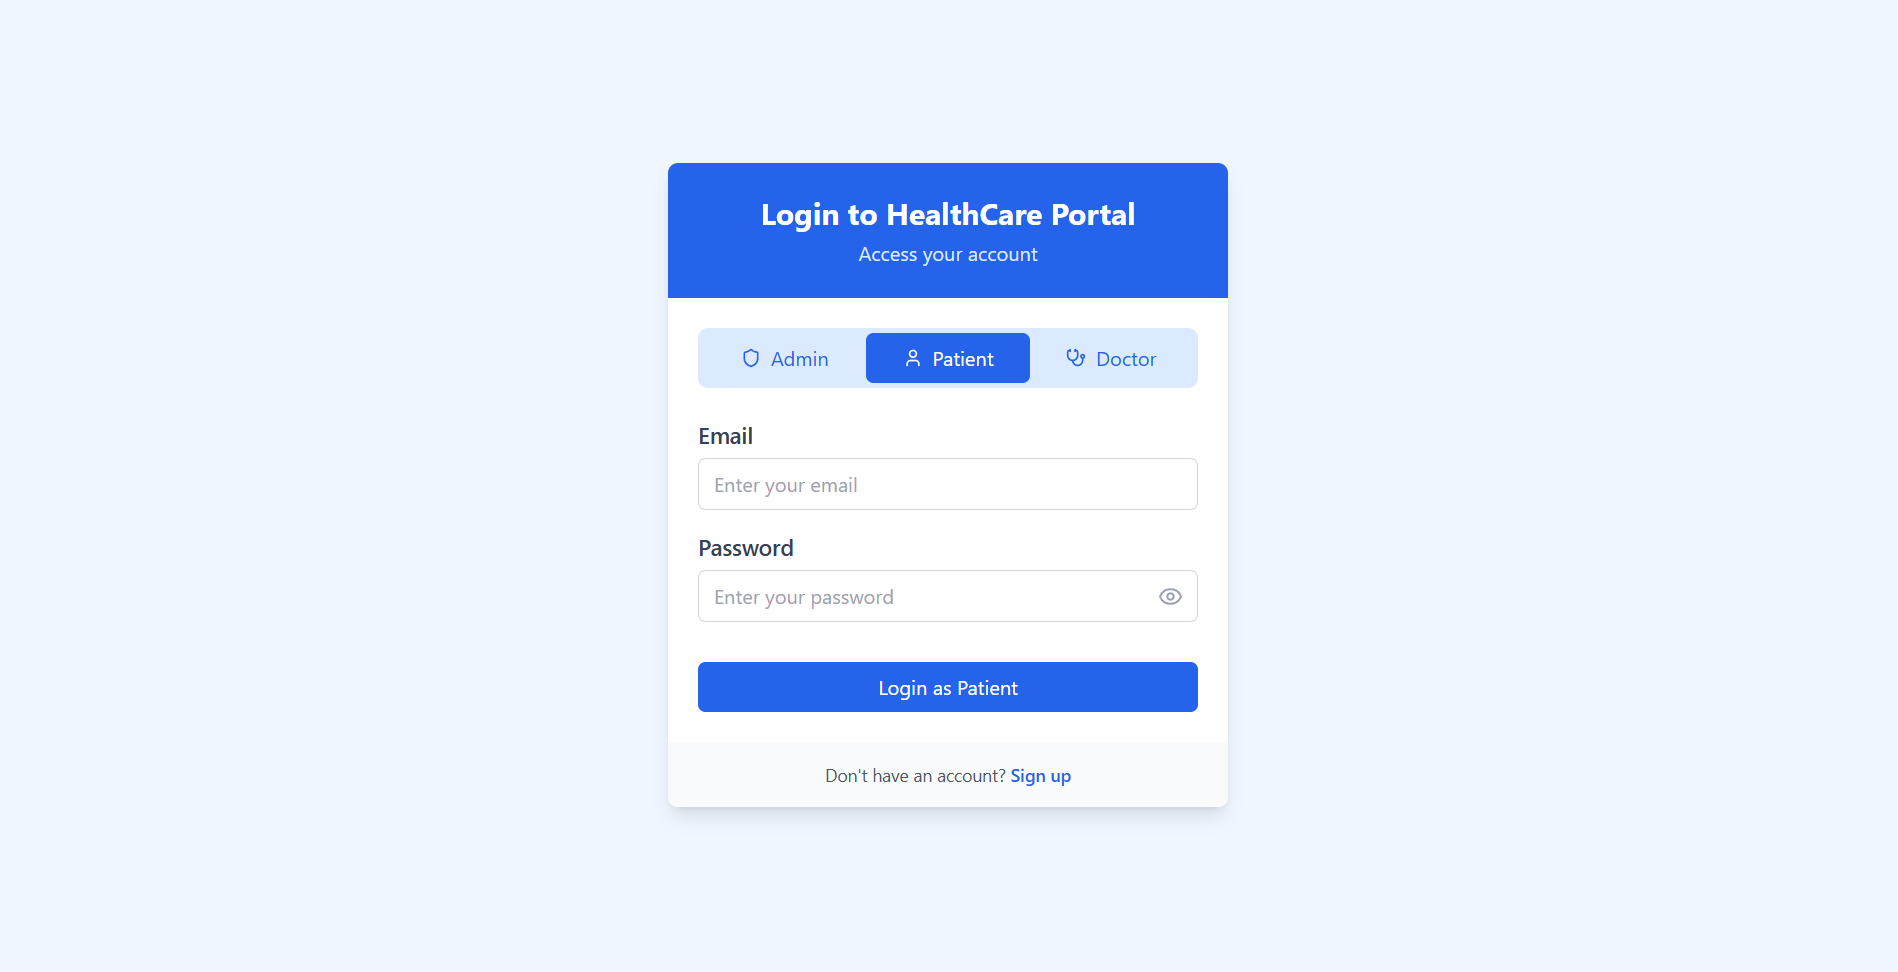 Login to HealthCare Portal
Access your account
Admin Patient Doctor
Email
Enter your email
Password
Enter your password
Login as Patient
Don't have an account? Sign up